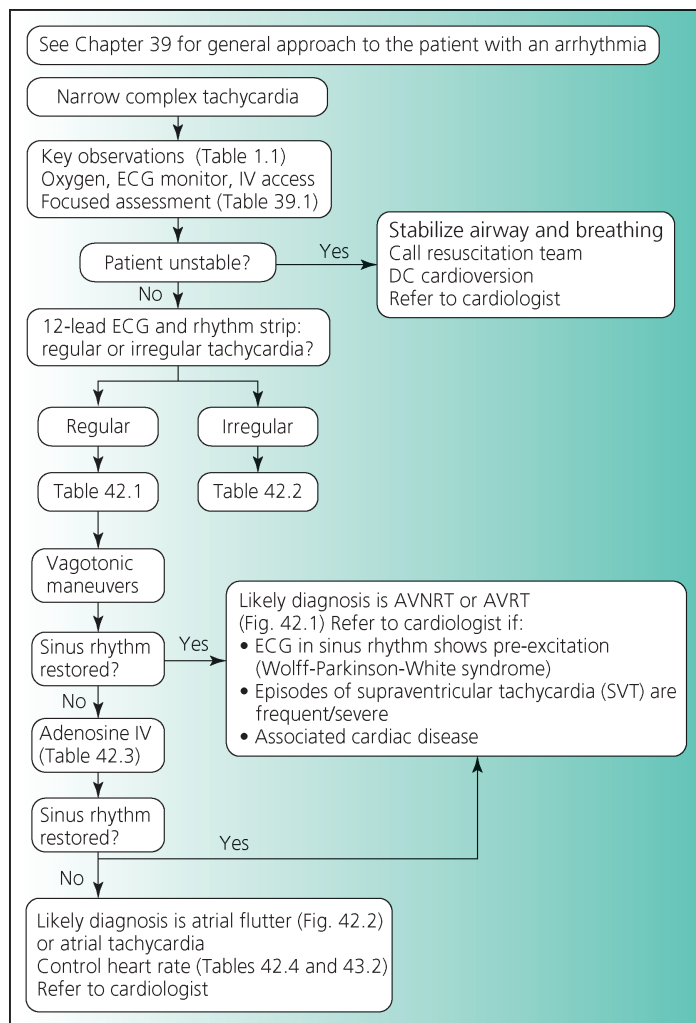 See Chapter 39 for general approach to the patient with an arrhythmia
Narrow complex tachycardia
Key observations (Table 1.1)
Oxygen, ECG monitor, IV access
Focused assessment (Table 39.1)
Patient unstable?
Yes
Stabilize airway and breathing
Call resuscitation team
DC cardioversion
Refer to cardiologist
No
12-lead ECG and rhythm strip:
regular or irregular tachycardia?
Regular
Irregular
Table 42.1
Table 42.2
Vagotonic
maneuvers
Sinus rhythm
restored?
Yes
Likely diagnosis is AVNRT or AVRT
(Fig. 42.1) Refer to cardiologist if:
• ECG in sinus rhythm shows pre-excitation
(Wolff-Parkinson-White syndrome)
• Episodes of supraventricular tachycardia (SVT) are
frequent/severe
• Associated cardiac disease
No
Adenosine IV
(Table 42.3)
Sinus rhythm
restored?
Yes
No
Likely diagnosis is atrial flutter (Fig. 42.2)
or atrial tachycardia
Control heart rate (Tables 42.4 and 43.2)
Refer to cardiologist